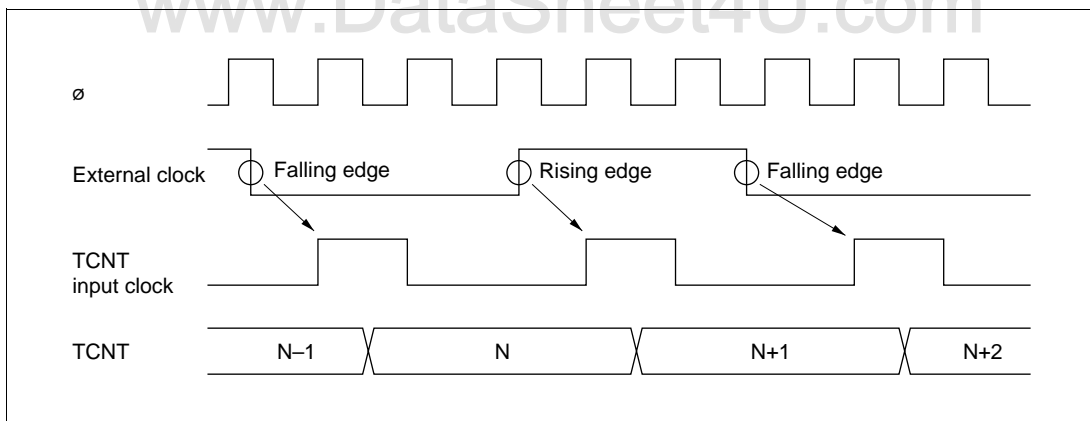 www.DataSheet4U.com
ø
External clock
Falling edge
Rising edge
Falling edge
TCNT
input clock
TCNT
N–1
N
N+1
N+2